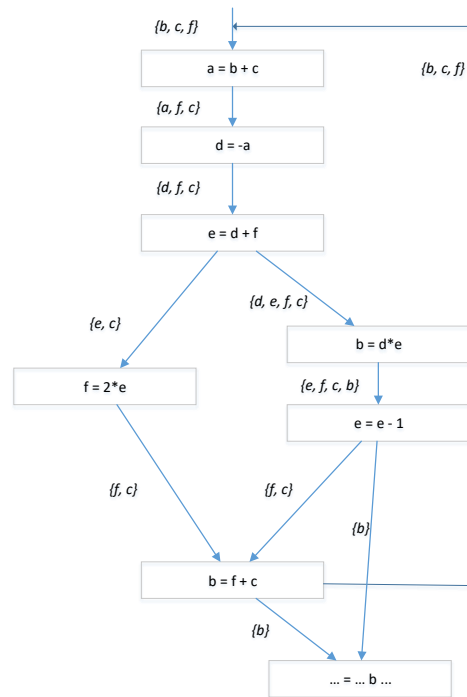 {b, c, f}
a = b + c
{b, c, f}
{a, f, c}
d = -a
{d, f, c}
e = d + f
{d, e, f, c}
{e, c}
b = d*e
f = 2*e
{e, f, c, b}
e = e - 1
{f, c}
{f, c}
{b}
b = f + c
{b}
... = ... b ...